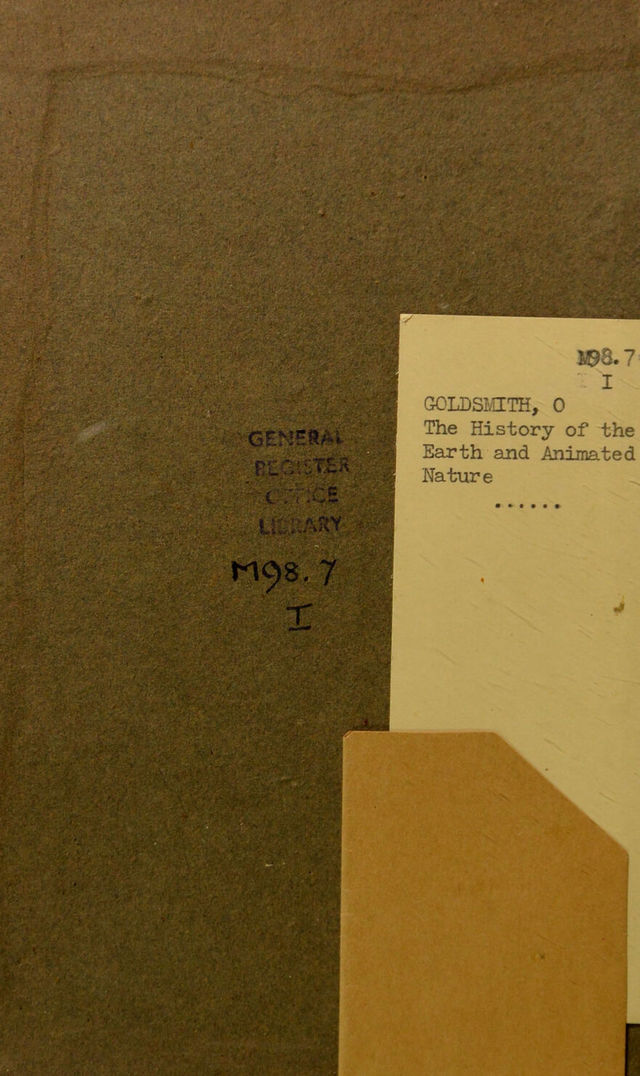 GENERAL
REGISTER
OFFICE
LIBRARY
M98.7
I
M98.7
I
GOLDSMITH, O
The History of the
Earth and Animated
Nature
......